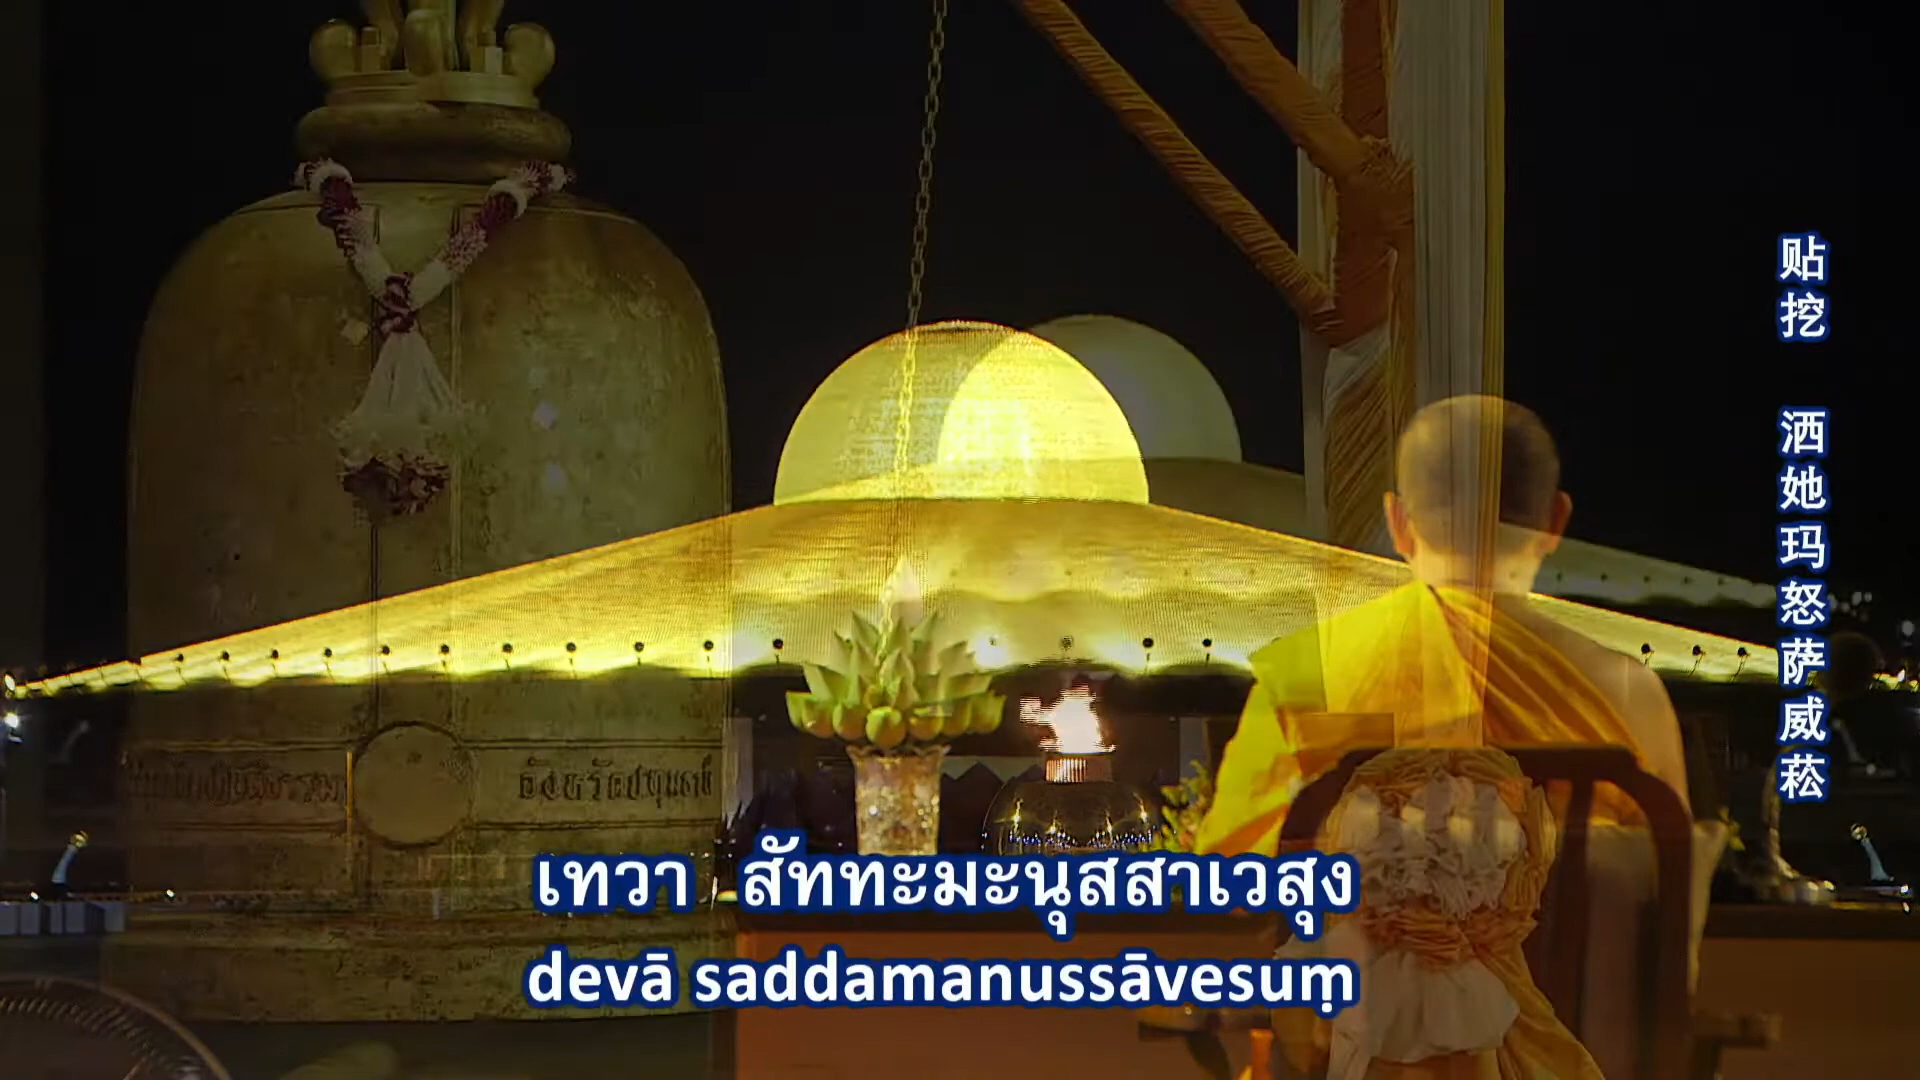 เทวา สัททะมะนุสสาเวสุง
devā saddamanussāvesuṃ
贴挖 洒她玛怒萨威菘